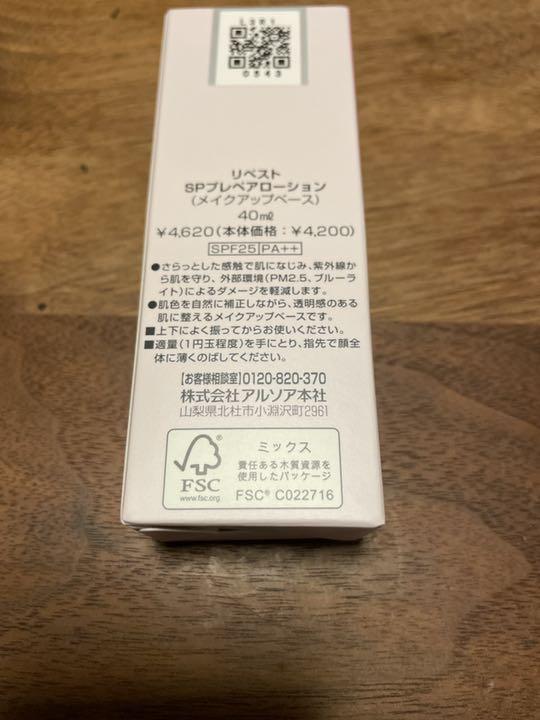 L2R1
0543
リベスト
SPプレペアローション
(メイクアップベース)
40mℓ
¥4,620(本体価格:¥4,200)
SPF25 PA++
●さらっとした感触で肌になじみ、紫外線か
ら肌を守り、外部環境(PM2.5、ブルーラ
イト)によるダメージを軽減します。
●肌色を自然に補正しながら、透明感のある
肌に整えるメイクアップベースです。
■上下によく振ってからお使いください。
■適量(1円玉程度)を手にとり、指先で顔全
体に薄くのばしてください。
【お客様相談室】0120-820-370
株式会社アルソア本社
山梨県北杜市小淵沢町2961
FSC
www.fsc.org
ミックス
責任ある木質資源を
使用したパッケージ
FSC® C022716